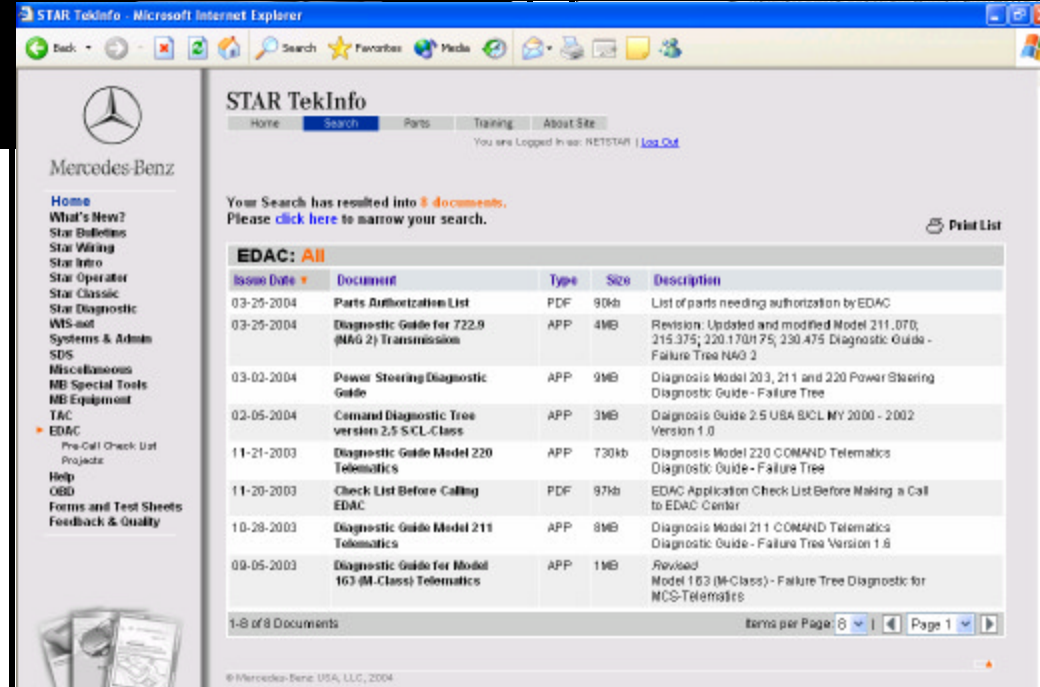 STAR TekInfo - Microsoft Internet Explorer
Back
Search
Favorites
Media
Mercedes-Benz
STAR TekInfo
Home Search Parts Training About Site
You are Logged In as: NETSTAR | Log Out
Home
What's New?
Star Bulletins
Star Wiring
Star Intro
Star Operator
Star Classic
Star Diagnostic
WIS-net
Systems & Admin
SDS
Miscellaneous
MB Special Tools
MB Equipment
TAC
EDAC
Pre-Call Check List
Projects
Help
OBD
Forms and Test Sheets
Feedback & Quality
Your Search has resulted into 8 documents.
Please click here to narrow your search.
Print List
EDAC: All
Issue Date Document Type Size Description
03-25-2004 Parts Authorization List PDF 90kb List of parts needing authorization by EDAC
03-25-2004 Diagnostic Guide for 722.9 APP 4MB Revision: Updated and modified Model 211.070;
(NAG 2) Transmission 215.375; 220.170/175; 230.475 Diagnostic Guide -
Failure Tree NAG 2
03-02-2004 Power Steering Diagnostic APP 9MB Diagnosis Model 203, 211 and 220 Power Steering
Guide Diagnostic Guide - Failure Tree
02-05-2004 Comand Diagnostic Tree APP 3MB Daignosis Guide 2.5 USA S/CL MY 2000 - 2002
version 2.5 S/CL-Class Version 1.0
11-21-2003 Diagnostic Guide Model 220 APP 730kb Diagnosis Model 220 COMAND Telematics
Telematics Diagnostic Guide - Failure Tree
11-20-2003 Check List Before Calling PDF 97kb EDAC Application Check List Before Making a Call
EDAC to EDAC Center
10-28-2003 Diagnostic Guide Model 211 APP 8MB Diagnosis Model 211 COMAND Telematics
Telematics Diagnostic Guide - Failure Tree Version 1.6
09-05-2003 Diagnostic Guide for Model APP 1MB Revised
163 (M-Class) Telematics Model 163 (M-Class) - Failure Tree Diagnostic for
MCS-Telematics
1-8 of 8 Documents Items per Page: 8 | Page 1
© Mercedes-Benz USA, LLC, 2004